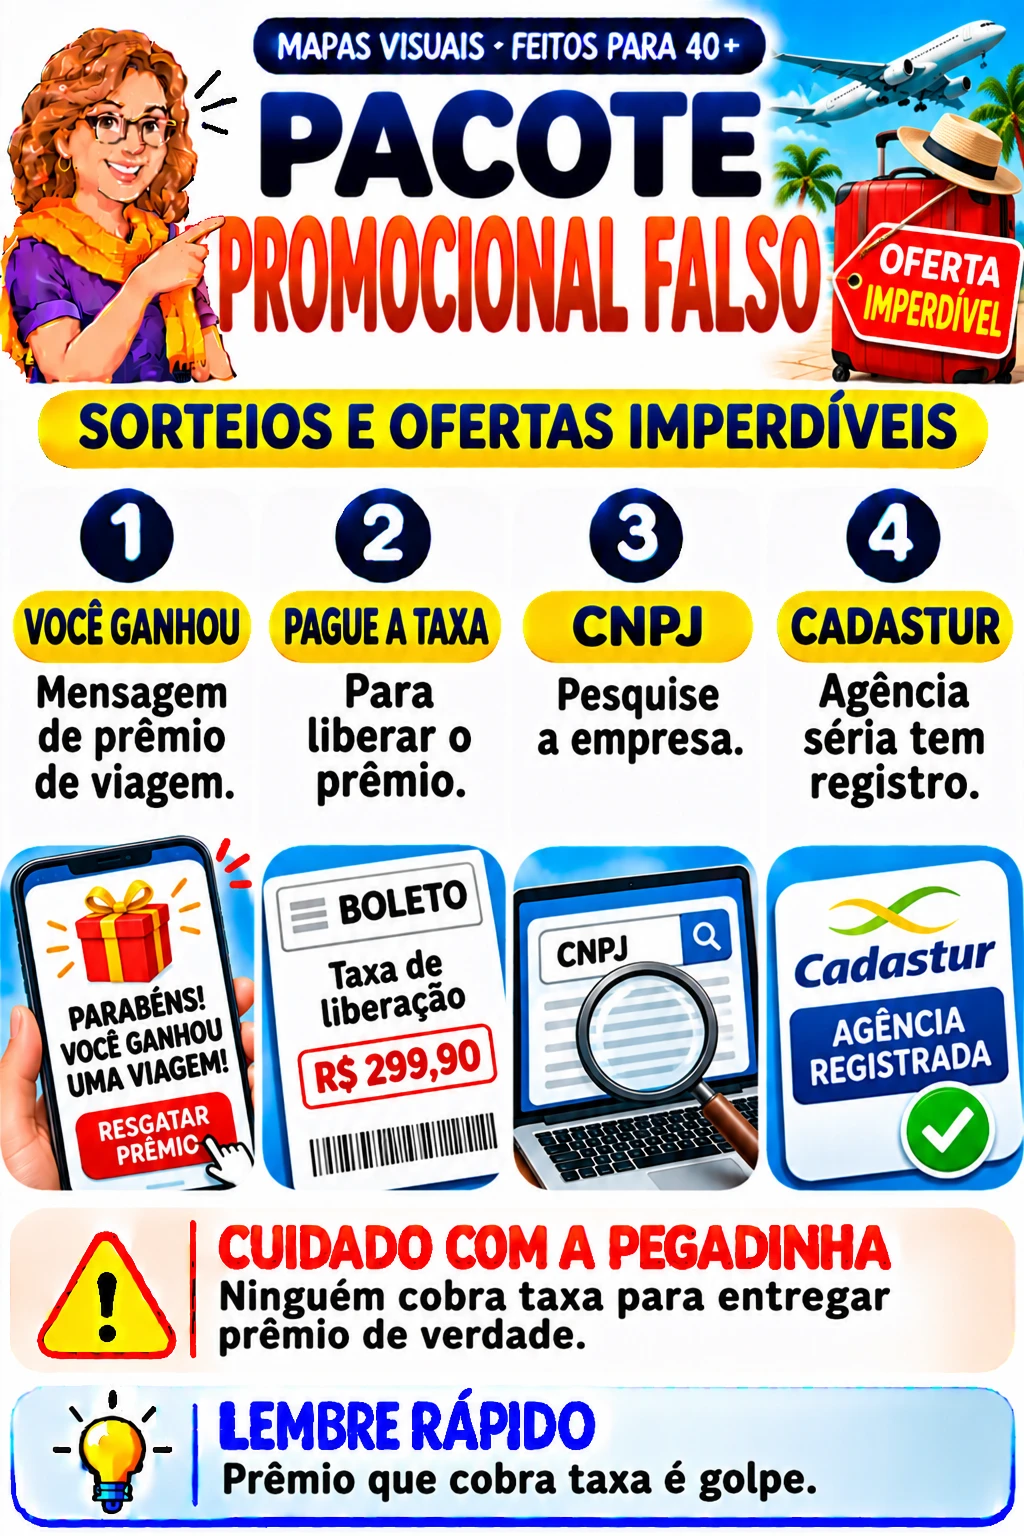 MAPAS VISUAIS • FEITOS PARA 40+
PACOTE
PROMOCIONAL FALSO
OFERTA
IMPERDÍVEL
SORTEIOS E OFERTAS IMPERDÍVEIS
1
2
3
4
VOCÊ GANHOU
PAGUE A TAXA
CNPJ
CADASTUR
Mensagem
de prêmio
de viagem.
Para
liberar o
prêmio.
Pesquise
a empresa.
Agência
séria tem
registro.
PARABÉNS!
VOCÊ GANHOU
UMA VIAGEM!
RESGATAR
PRÊMIO
BOLETO
Taxa de
liberação
R$ 299,90
CNPJ
Cadastur
AGÊNCIA
REGISTRADA
CUIDADO COM A PEGADINHA
Ninguém cobra taxa para entregar
prêmio de verdade.
LEMBRE RÁPIDO
Prêmio que cobra taxa é golpe.